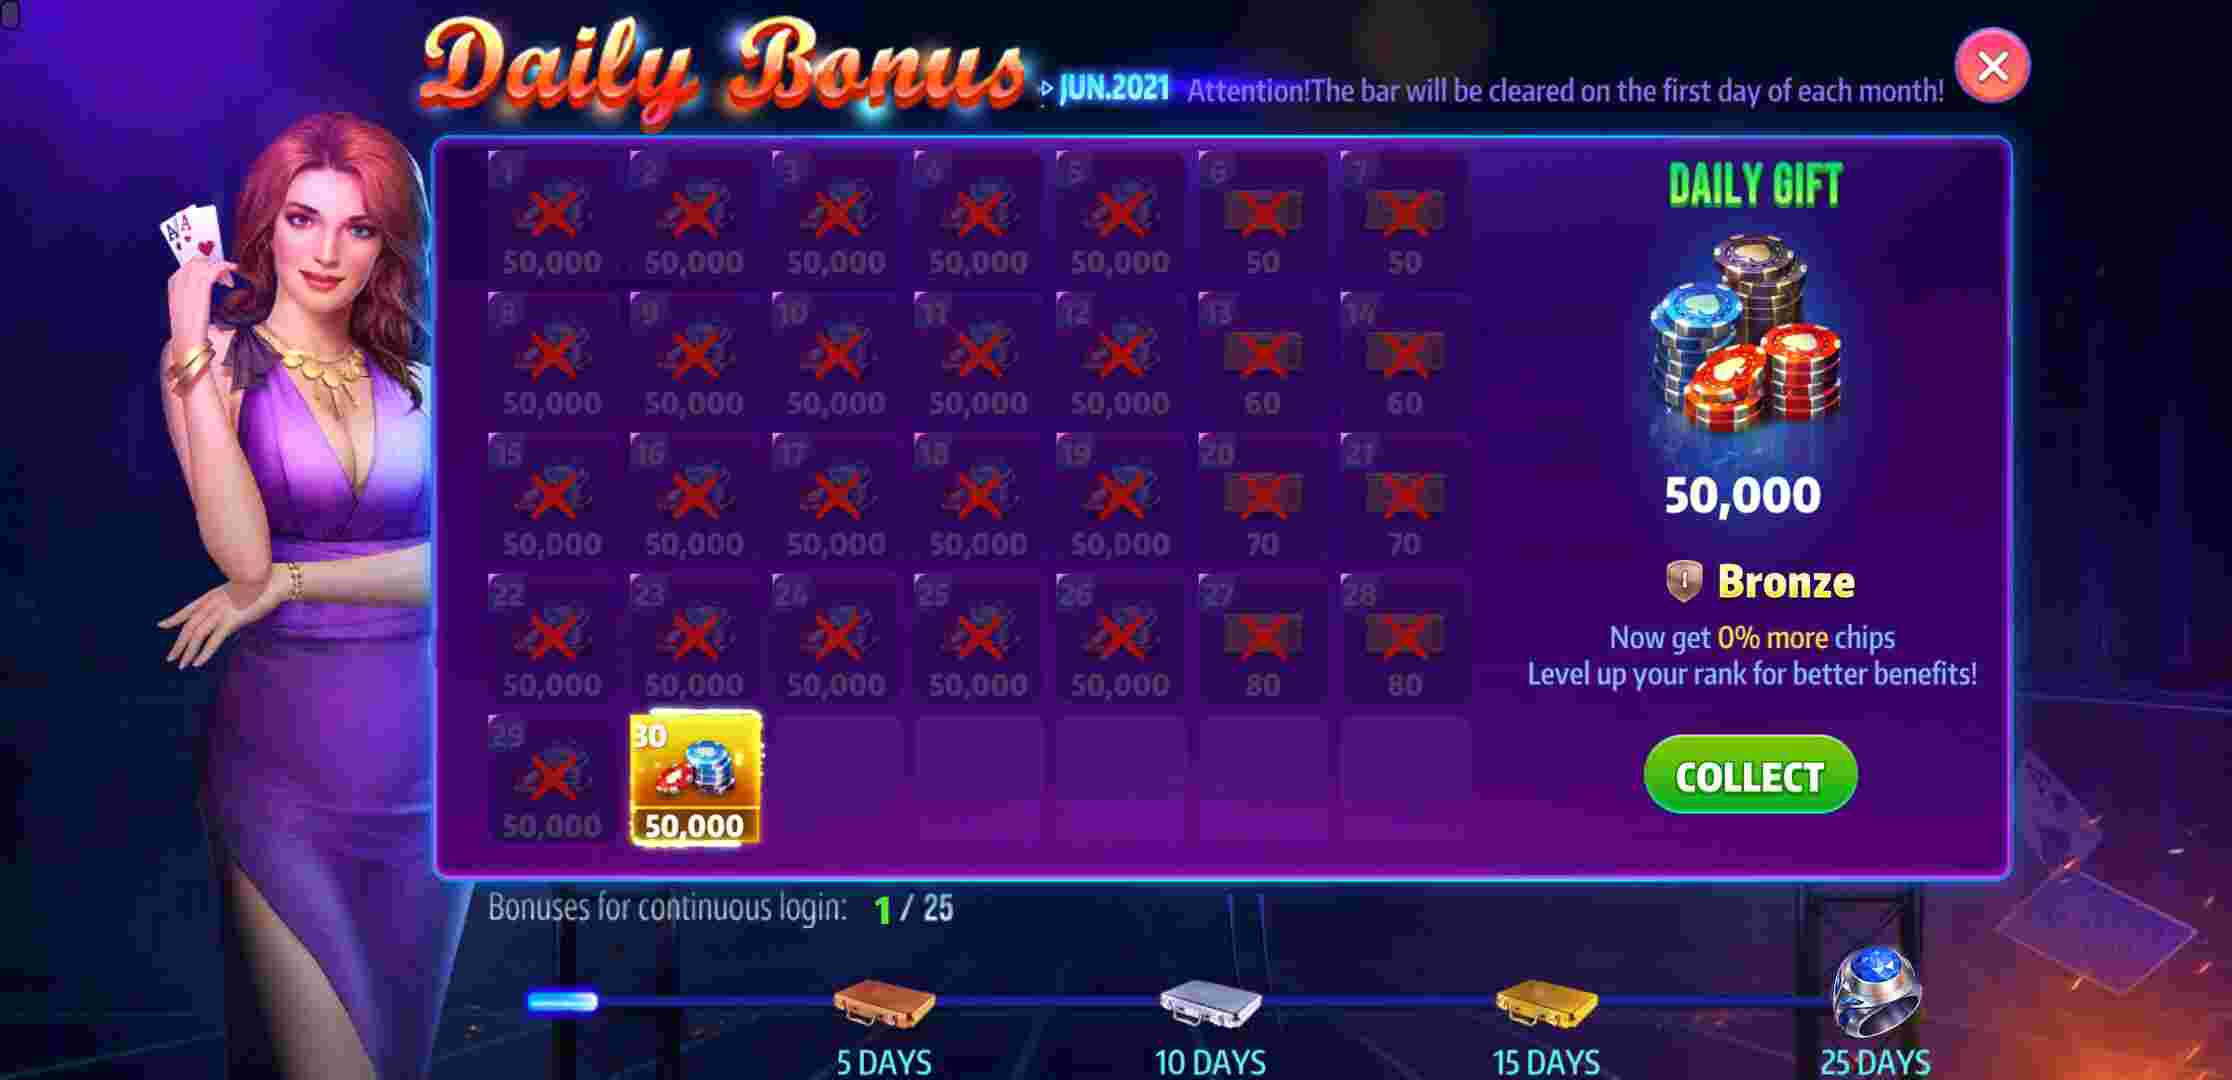 Daily Bonus
JUN.2021
Attention!The bar will be cleared on the first day of each month!
1 2 3 4 5 6 7
50,000 50,000 50,000 50,000 50,000 50 50
8 9 10 11 12 13 14
50,000 50,000 50,000 50,000 50,000 60 60
15 16 17 18 19 20 21
50,000 50,000 50,000 50,000 50,000 70 70
22 23 24 25 26 27 28
50,000 50,000 50,000 50,000 50,000 80 80
29 30
50,000 50,000
DAILY GIFT
50,000
Bronze
Now get 0% more chips
Level up your rank for better benefits!
COLLECT
Bonuses for continuous login: 1 / 25
5 DAYS
10 DAYS
15 DAYS
25 DAYS